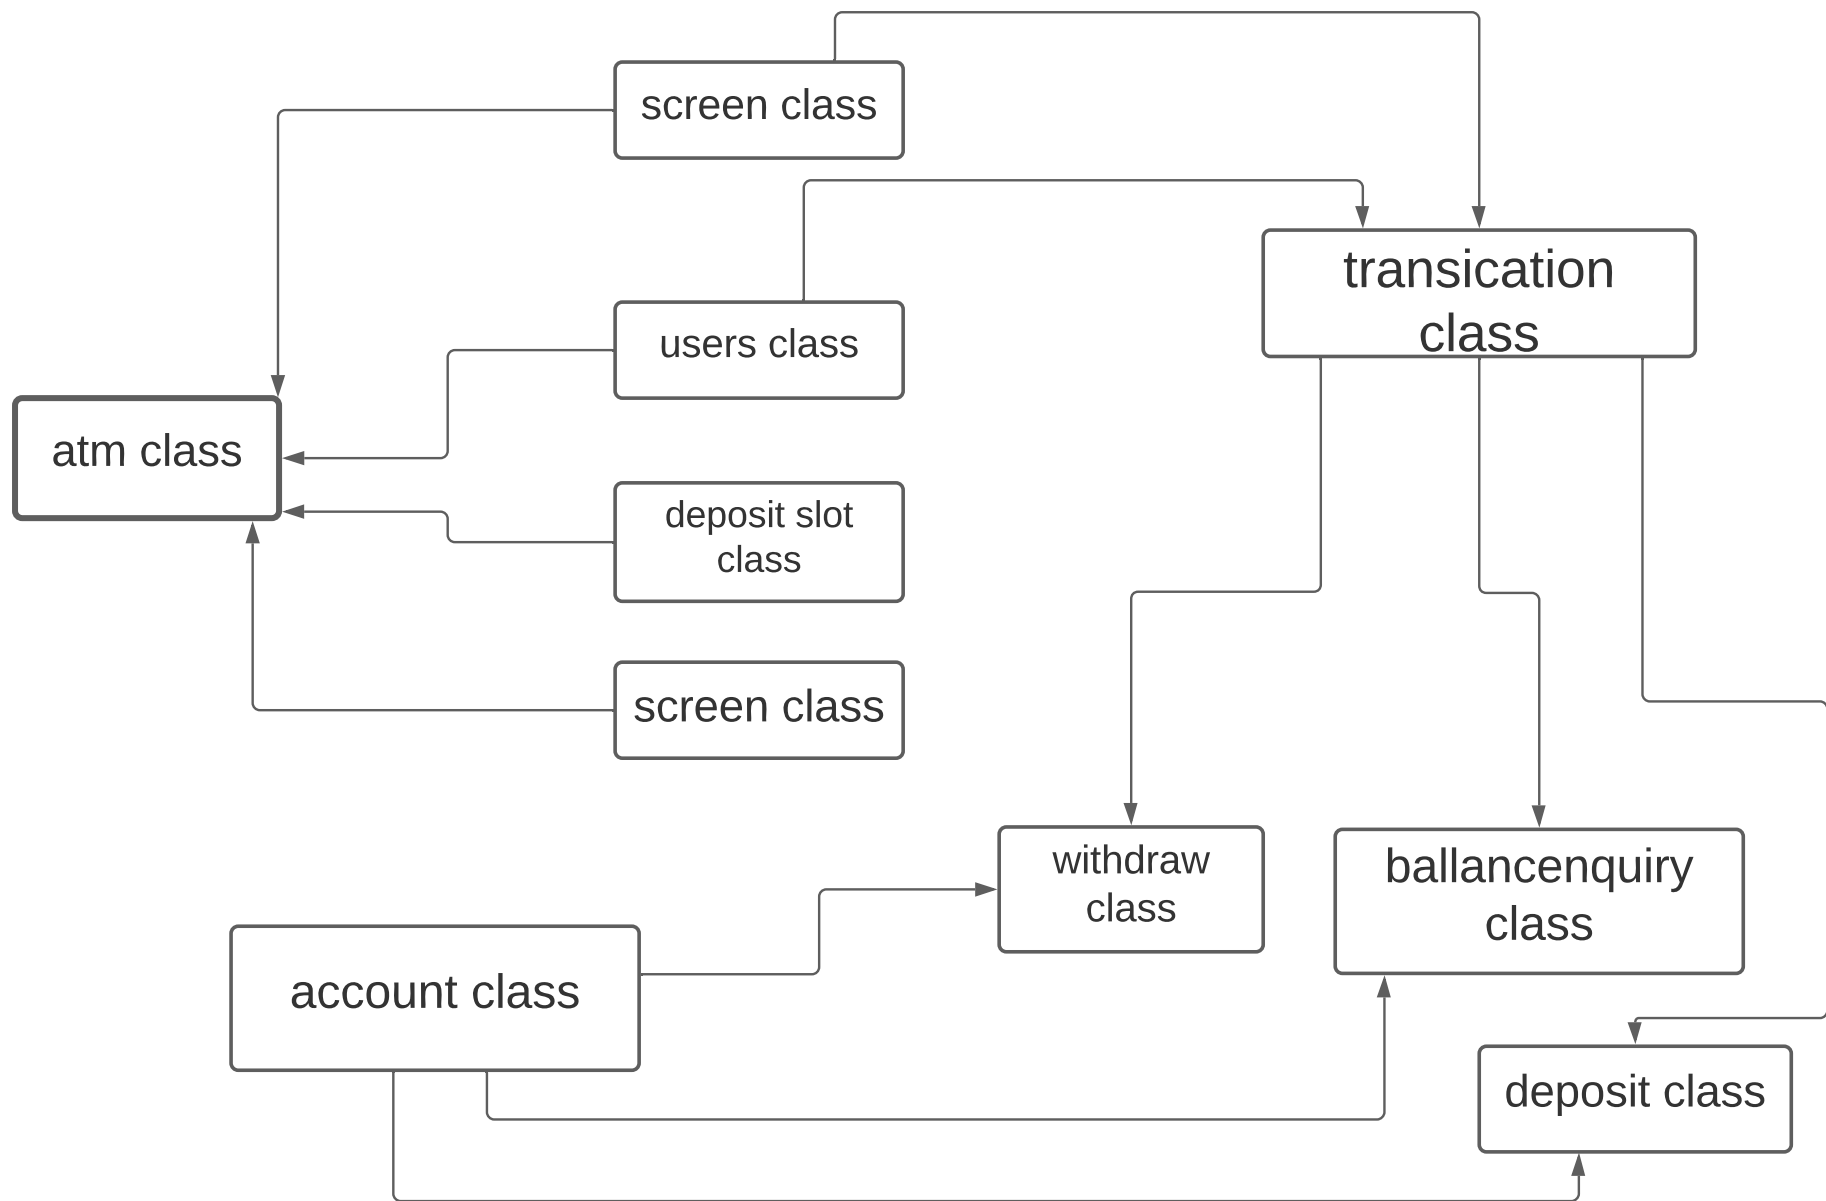 screen class
transication
class
users class
atm class
deposit slot
class
screen class
withdraw
class
ballancenquiry
class
account class
deposit class